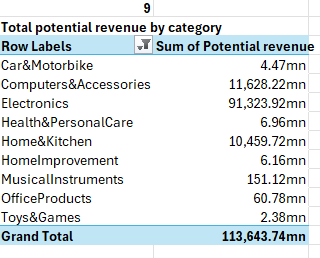 9
Total potential revenue by category
Row Labels Sum of Potential revenue
Car&Motorbike 4.47mn
Computers&Accessories 11,628.22mn
Electronics 91,323.92mn
Health&PersonalCare 6.96mn
Home&Kitchen 10,459.72mn
HomeImprovement 6.16mn
MusicalInstruments 151.12mn
OfficeProducts 60.78mn
Toys&Games 2.38mn
Grand Total 113,643.74mn